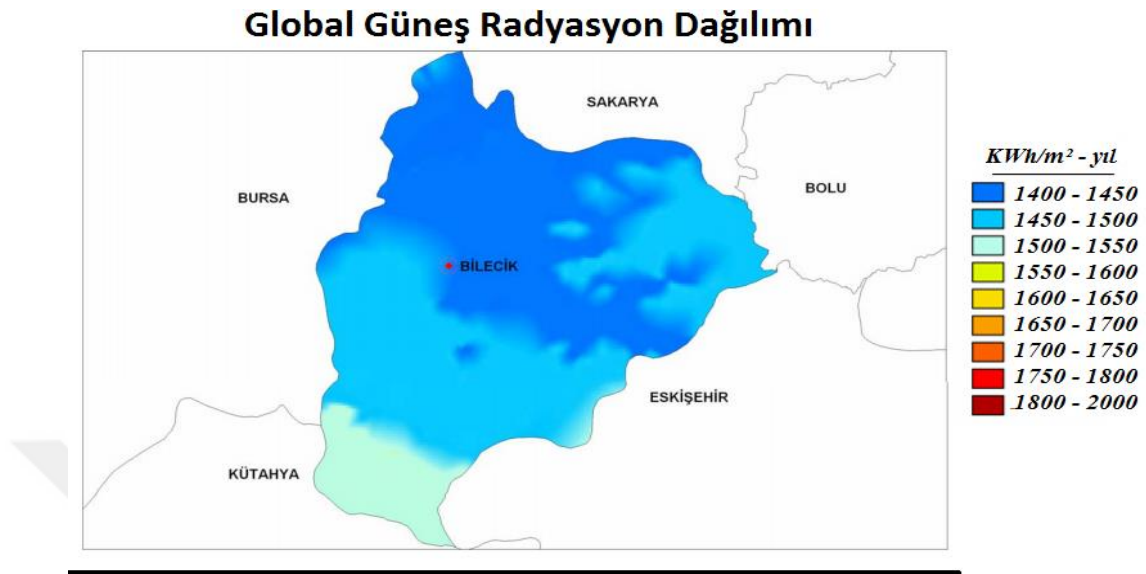 Global Güneş Radyasyon Dağılımı
SAKARYA
BURSA
BOLU
BİLECİK
ESKİŞEHİR
KÜTAHYA
KWh/m² - yıl
1400 - 1450
1450 - 1500
1500 - 1550
1550 - 1600
1600 - 1650
1650 - 1700
1700 - 1750
1750 - 1800
1800 - 2000